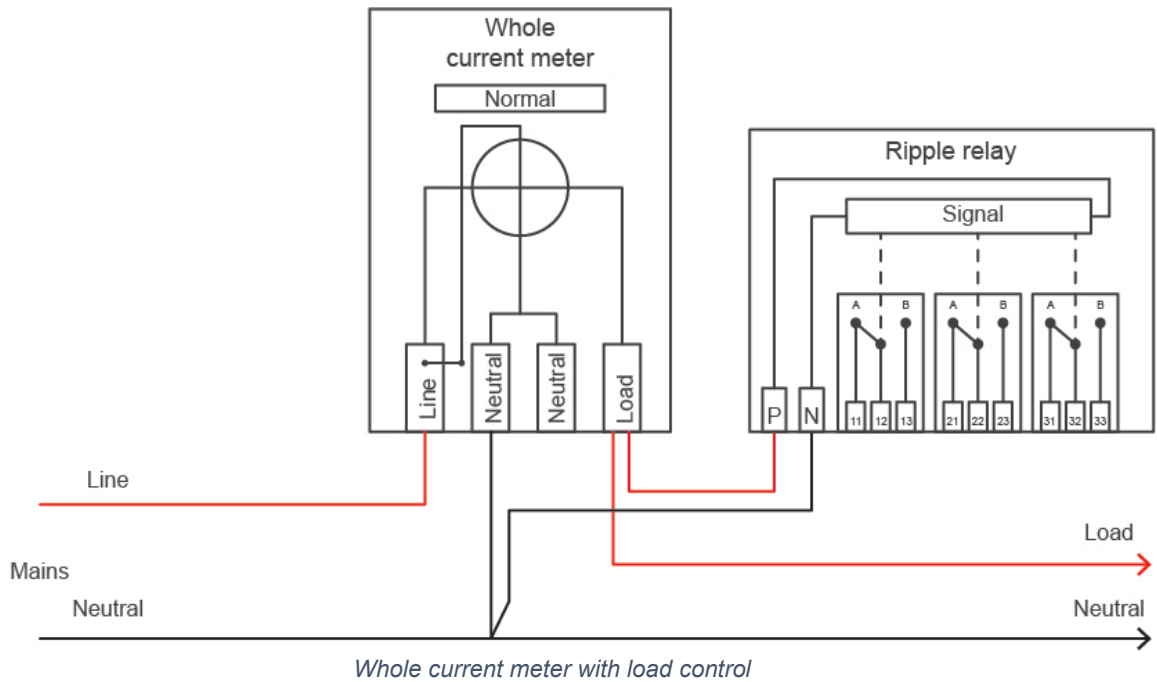 Whole
current meter
Normal
Line
Neutral
Neutral
Load
Ripple relay
Signal
A B A B A B
P N 11 12 13 21 22 23 31 32 33
Line
Load
Mains
Neutral
Neutral
Whole current meter with load control